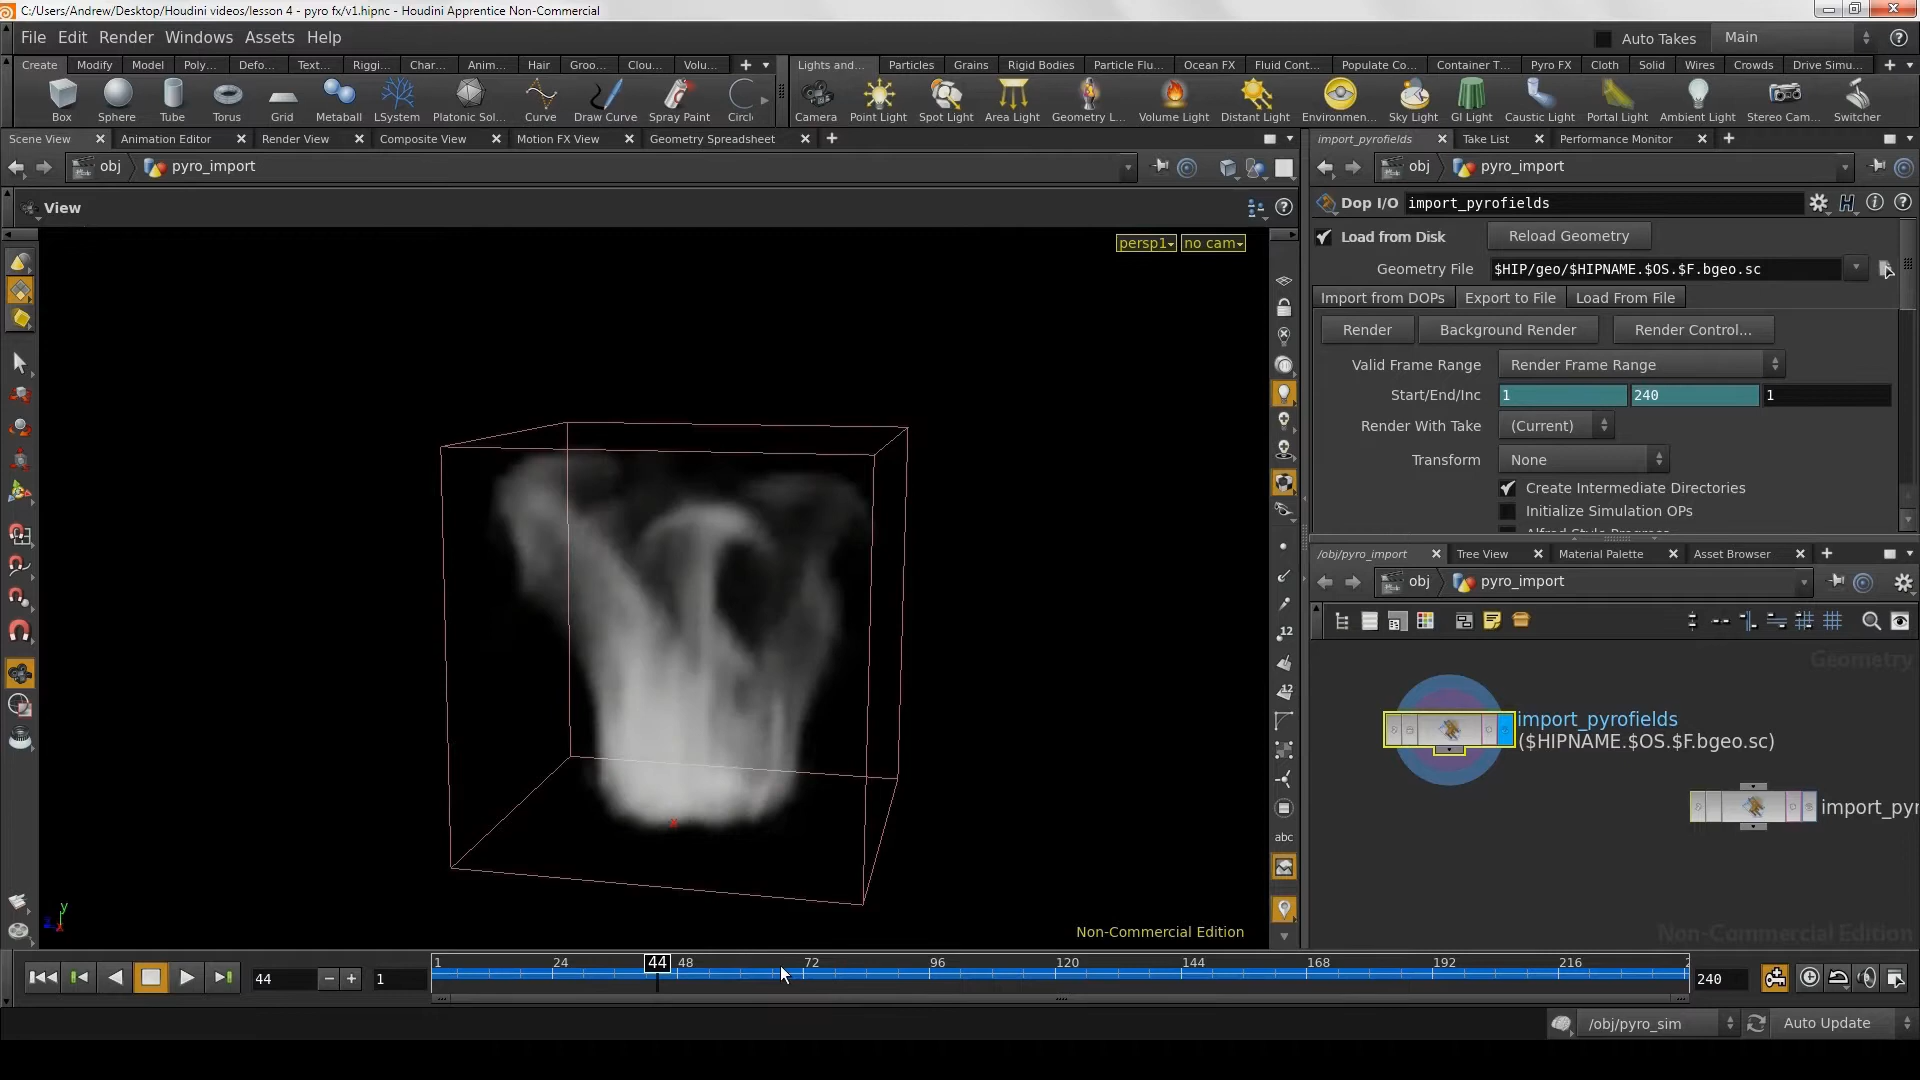 C:/Users/Andrew/Desktop/Houdini videos/lesson 4 - pyro fx/v1.hipnc - Houdini Apprentice Non-Commercial
File Edit Render Windows Assets Help
Auto Takes Main
Create Modify Model Poly... Defo... Text... Riggi... Char... Anim... Hair Groo... Clou... Volu...
Lights and... Particles Grains Rigid Bodies Particle Flu... Ocean FX Fluid Cont... Populate Co... Container T... Pyro FX Cloth Solid Wires Crowds Drive Simu...
Box Sphere Tube Torus Grid Metaball LSystem Platonic Sol... Curve Draw Curve Spray Paint Circl
Camera Point Light Spot Light Area Light Geometry L... Volume Light Distant Light Environmen... Sky Light GI Light Caustic Light Portal Light Ambient Light Stereo Cam... Switcher
Scene View Animation Editor Render View Composite View Motion FX View Geometry Spreadsheet
import_pyrofields Take List Performance Monitor
obj pyro_import
obj pyro_import
View
Dop I/O import_pyrofields
Load from Disk Reload Geometry
persp1 no cam
Geometry File $HIP/geo/$HIPNAME.$OS.$F.bgeo.sc
Import from DOPs Export to File Load From File
Render Background Render Render Control...
Valid Frame Range Render Frame Range
Start/End/Inc 1 240 1
Render With Take (Current)
Transform None
Create Intermediate Directories
Initialize Simulation OPs
Alfred Style Progress
/obj/pyro_import Tree View Material Palette Asset Browser
obj pyro_import
12
12
abc
Geometry
import_pyrofields
($HIPNAME.$OS.$F.bgeo.sc)
import_pyr
y
z x
Non-Commercial Edition
Non-Commercial Edition
44 1
1 24 44 48 72 96 120 144 168 192 216 2
240
/obj/pyro_sim Auto Update